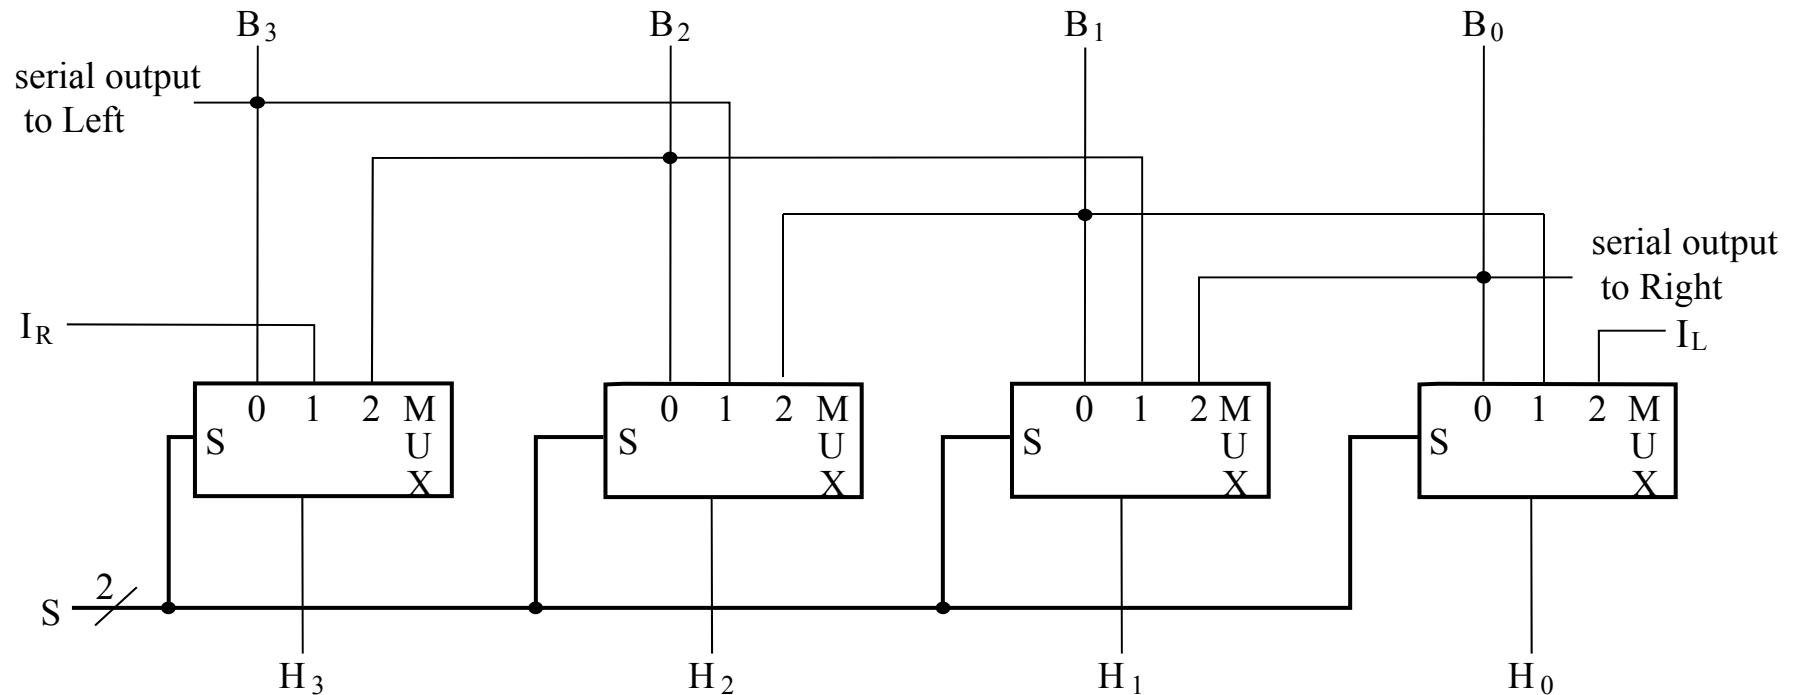 B3 B2 B1 B0
serial output
to Left
serial output
to Right
IR
IL
0 1 2 M 0 1 2 M 0 1 2 M 0 1 2 M
S U S U S U S U
X X X X
2
S
H3 H2 H1 H0